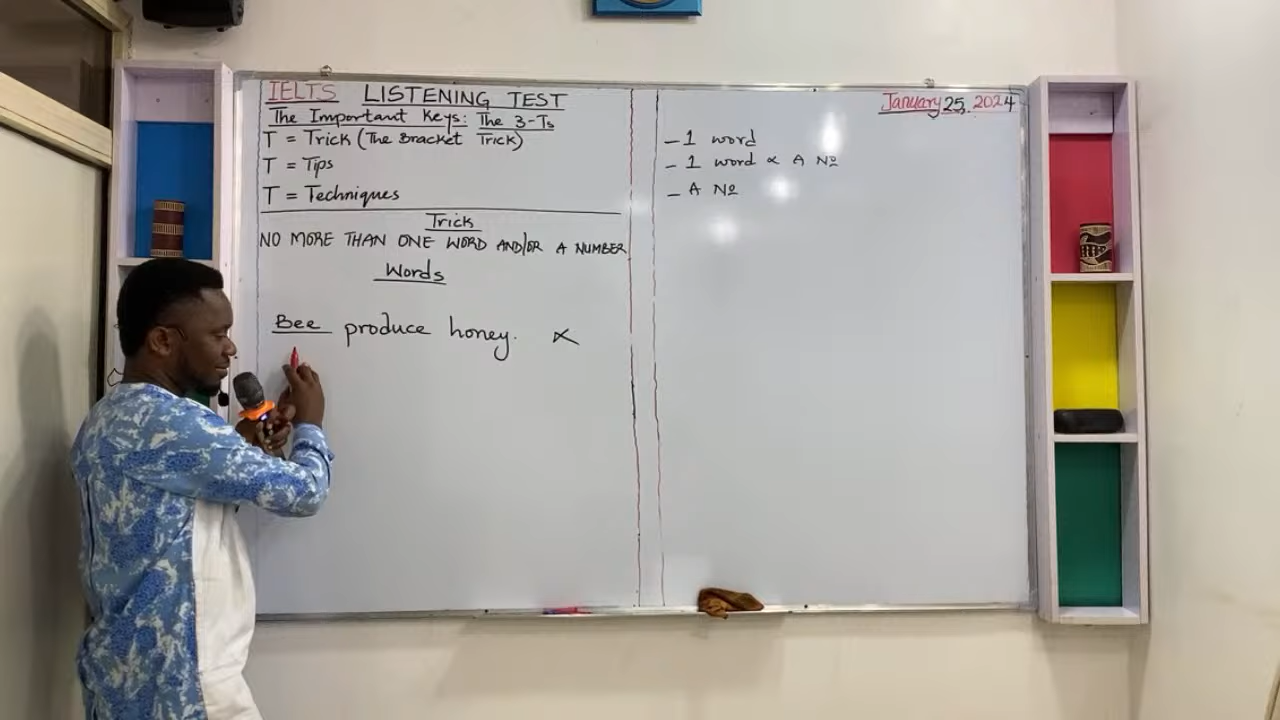 IELTS LISTENING TEST
The Important Keys: The 3-Ts
T = Trick (The Bracket Trick)
T = Tips
T = Techniques
Trick
NO MORE THAN ONE WORD AND/OR A NUMBER
Words
Bee produce honey. ∝
January 25, 2024
- 1 word
- 1 word ∝ A Nº
- A Nº